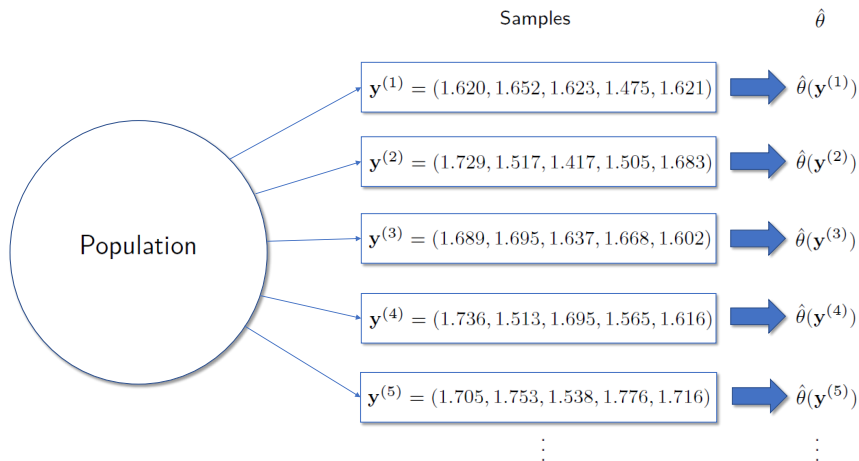 Samples θ̂
y⁽¹⁾ = (1.620, 1.652, 1.623, 1.475, 1.621) θ̂(y⁽¹⁾)
y⁽²⁾ = (1.729, 1.517, 1.417, 1.505, 1.683) θ̂(y⁽²⁾)
Population
y⁽³⁾ = (1.689, 1.695, 1.637, 1.668, 1.602) θ̂(y⁽³⁾)
y⁽⁴⁾ = (1.736, 1.513, 1.695, 1.565, 1.616) θ̂(y⁽⁴⁾)
y⁽⁵⁾ = (1.705, 1.753, 1.538, 1.776, 1.716) θ̂(y⁽⁵⁾)
⋮ ⋮